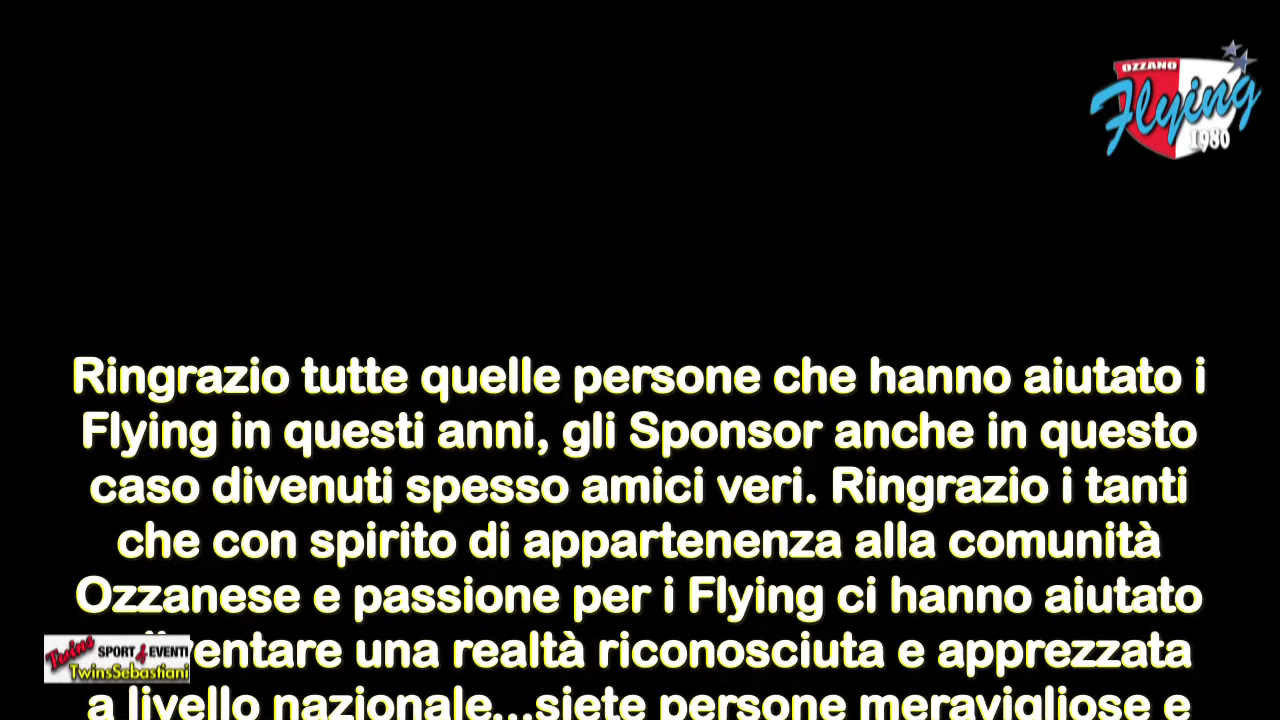 OZZANO
Flying
1980
Ringrazio tutte quelle persone che hanno aiutato i
Flying in questi anni, gli Sponsor anche in questo
caso divenuti spesso amici veri. Ringrazio i tanti
che con spirito di appartenenza alla comunità
Ozzanese e passione per i Flying ci hanno aiutato
entare una realtà riconosciuta e apprezzata
a livello nazionale...siete persone meravigliose e
Twins SPORT & EVENTI
TwinsSebastiani